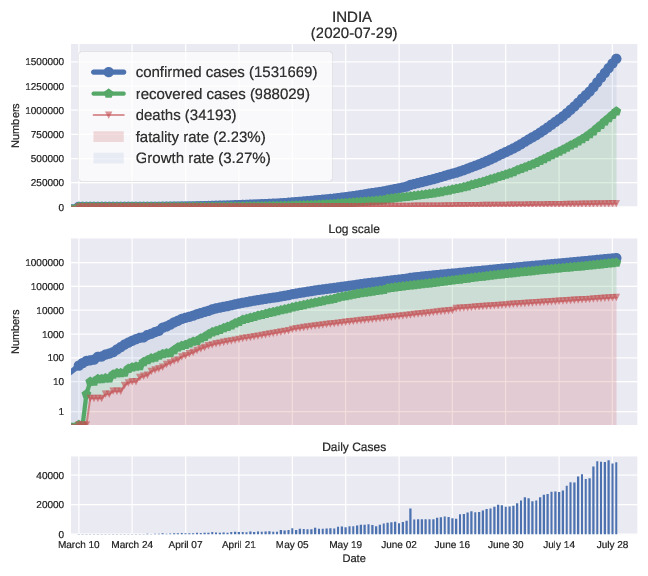 INDIA
(2020-07-29)
Numbers
1500000
1250000
1000000
750000
500000
250000
0
confirmed cases (1531669)
recovered cases (988029)
deaths (34193)
fatality rate (2.23%)
Growth rate (3.27%)
Log scale
Numbers
1000000
100000
10000
1000
100
10
1
Daily Cases
40000
20000
0
March 10 March 24 April 07 April 21 May 05 May 19 June 02 June 16 June 30 July 14 July 28
Date